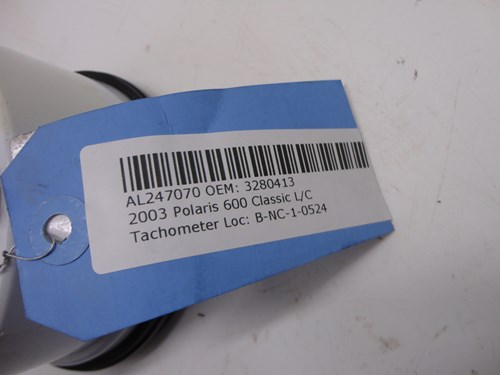 AL247070 OEM: 3280413
2003 Polaris 600 Classic L/C
Tachometer Loc: B-NC-1-0524